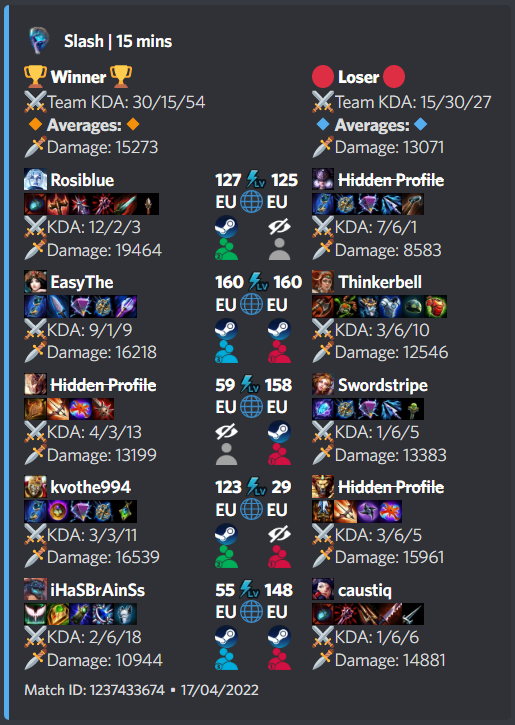 Slash | 15 mins
Winner
Loser
Team KDA: 30/15/54
Team KDA: 15/30/27
Averages:
Averages:
Damage: 15273
Damage: 13071
Rosiblue 127 LV 125 Hidden Profile
EU EU
KDA: 12/2/3
KDA: 7/6/1
Damage: 19464
Damage: 8583
EasyThe 160 LV 160 Thinkerbell
EU EU
KDA: 9/1/9
KDA: 3/6/10
Damage: 16218
Damage: 12546
Hidden Profile 59 LV 158 Swordstripe
EU EU
KDA: 4/3/13
KDA: 1/6/5
Damage: 13199
Damage: 13383
kvothe994 123 LV 29 Hidden Profile
EU EU
KDA: 3/3/11
KDA: 3/6/5
Damage: 16539
Damage: 15961
iHaSBrAinSs 55 LV 148 caustiq
EU EU
KDA: 2/6/18
KDA: 1/6/6
Damage: 10944
Damage: 14881
Match ID: 1237433674 • 17/04/2022